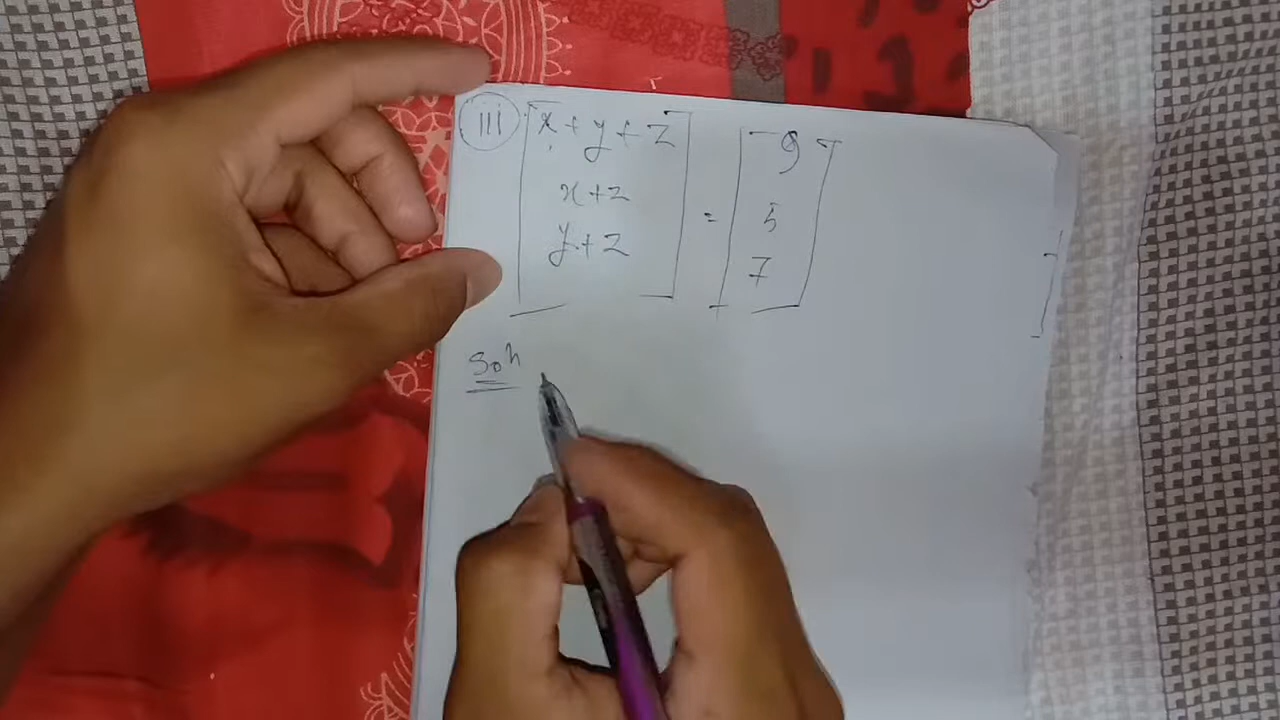 iii x + y + z = 9
x + z 5
y + z 7
Solⁿ